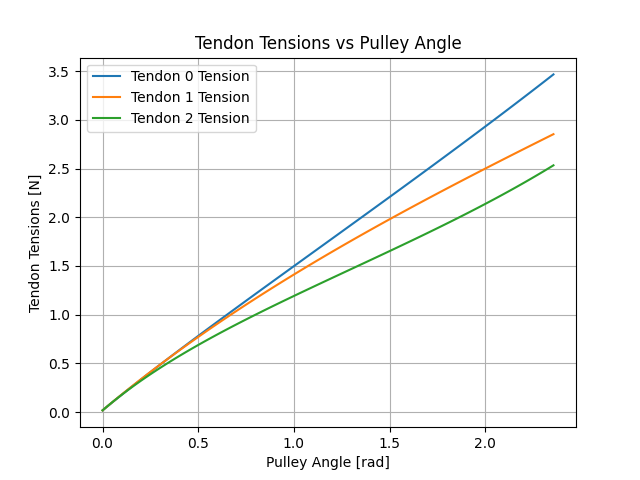 Tendon Tensions vs Pulley Angle
Tendon 0 Tension
Tendon 1 Tension
Tendon 2 Tension
Tendon Tensions [N]
3.5
3.0
2.5
2.0
1.5
1.0
0.5
0.0
0.0 0.5 1.0 1.5 2.0
Pulley Angle [rad]